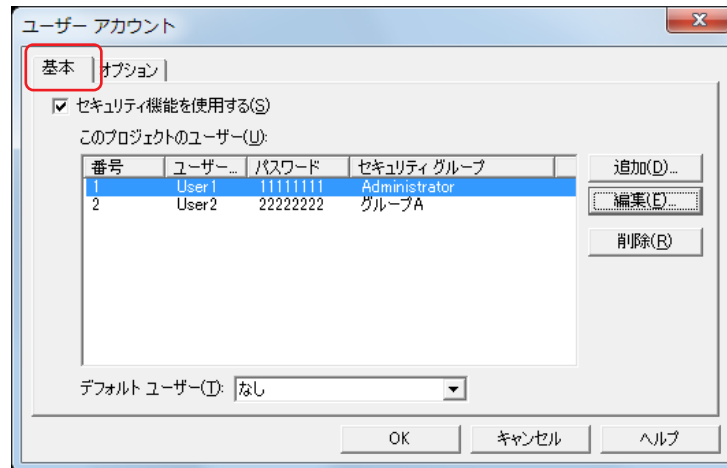 ユーザー アカウント
基本 オプション
セキュリティ機能を使用する(S)
このプロジェクトのユーザー(U):
番号 ユーザー... パスワード セキュリティ グループ
1 User1 11111111 Administrator
2 User2 22222222 グループA
追加(D)...
編集(E)...
削除(R)
デフォルト ユーザー(T): なし
OK キャンセル ヘルプ